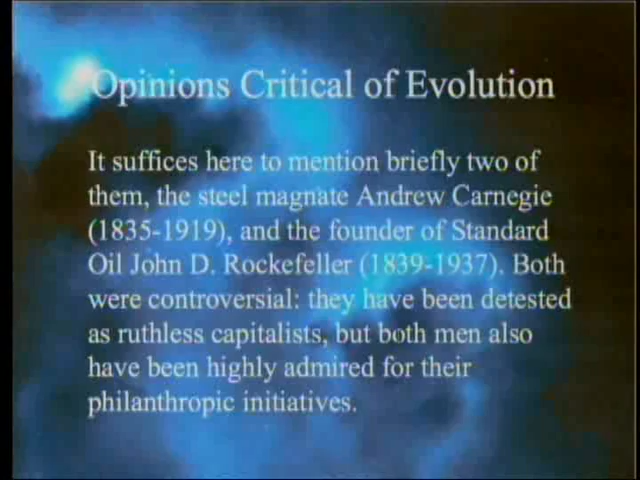 Opinions Critical of Evolution
It suffices here to mention briefly two of
them, the steel magnate Andrew Carnegie
(1835-1919), and the founder of Standard
Oil John D. Rockefeller (1839-1937). Both
were controversial: they have been detested
as ruthless capitalists, but both men also
have been highly admired for their
philanthropic initiatives.